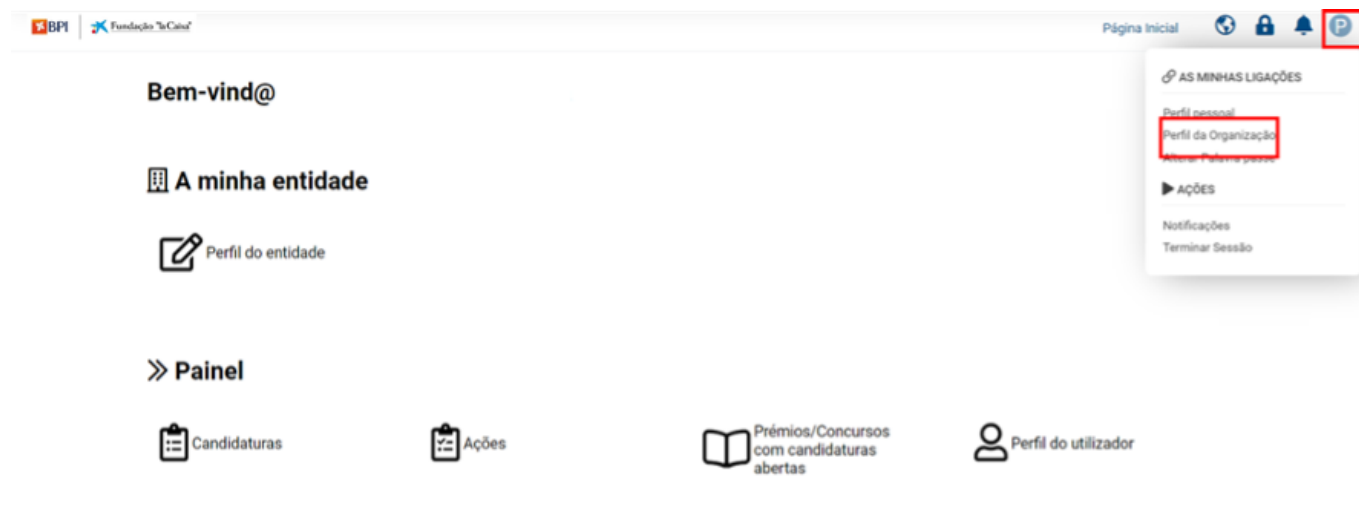 BPI Fundação "la Caixa" Página Inicial P
AS MINHAS LIGAÇÕES
Perfil pessoal
Perfil da Organização
Alterar Palavra-passe
AÇÕES
Notificações
Terminar Sessão
Bem-vind@
A minha entidade
Perfil do entidade
Painel
Candidaturas
Ações
Prémios/Concursos
com candidaturas
abertas
Perfil do utilizador